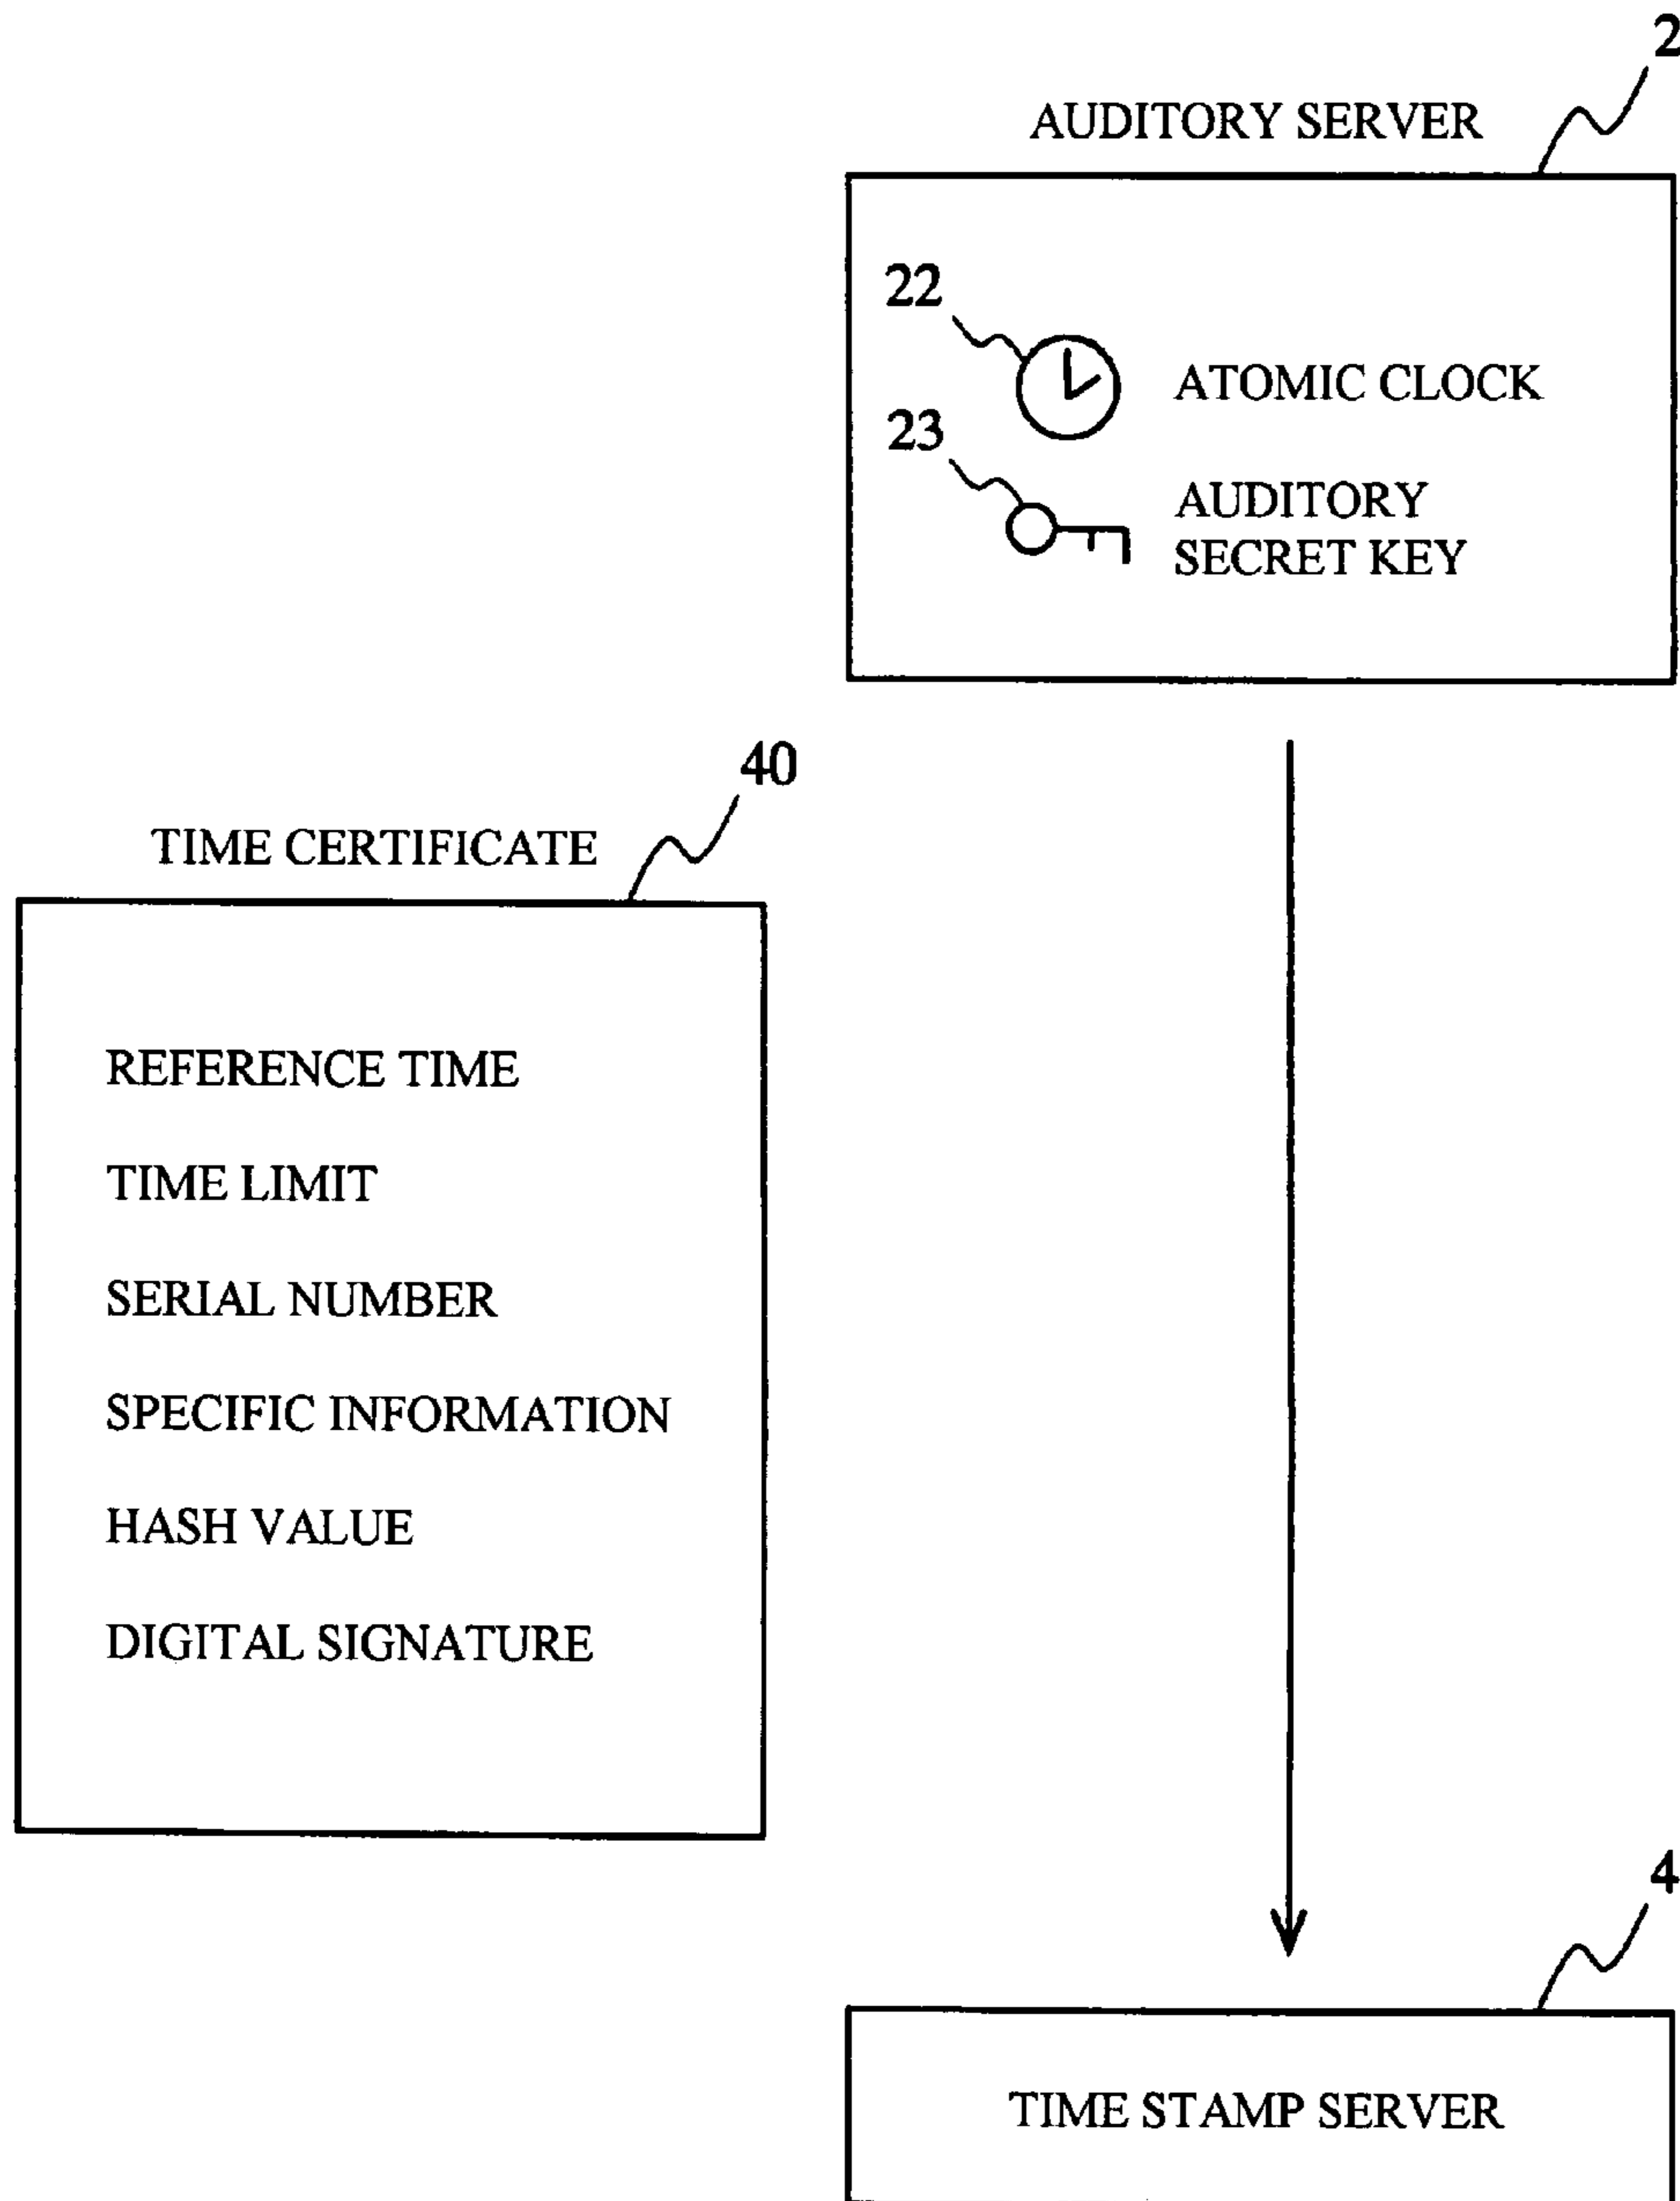 2
AUDITORY SERVER
22
ATOMIC CLOCK
23
AUDITORY
SECRET KEY
40
TIME CERTIFICATE
REFERENCE TIME
TIME LIMIT
SERIAL NUMBER
SPECIFIC INFORMATION
HASH VALUE
DIGITAL SIGNATURE
4
TIME STAMP SERVER